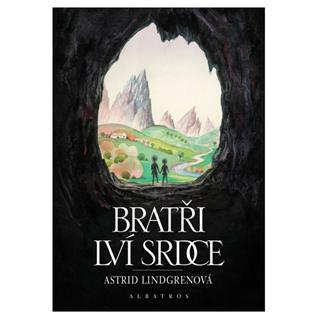 BRATŘI
LVÍ SRDCE
ASTRID LINDGRENOVÁ
ALBATROS